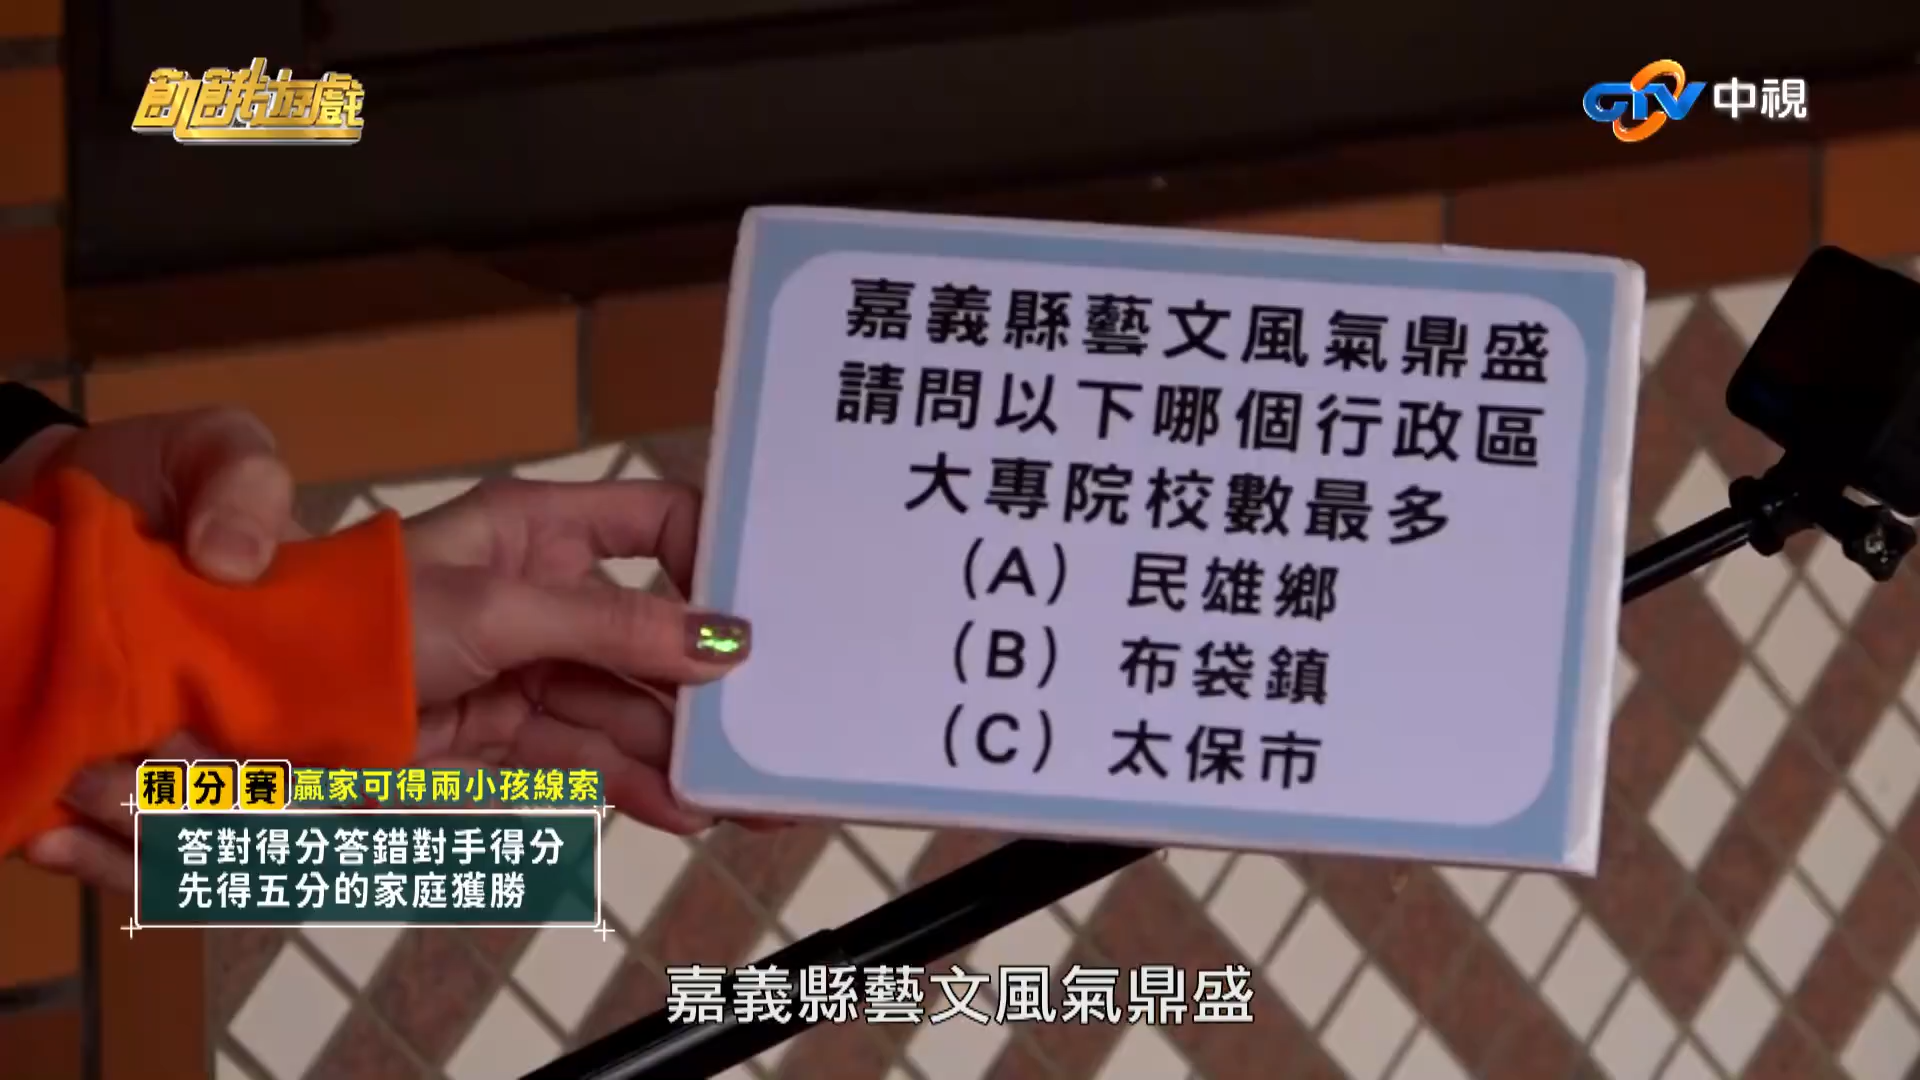 飢餓遊戲
CTV中視
嘉義縣藝文風氣鼎盛
請問以下哪個行政區
大專院校數最多
(A) 民雄鄉
(B) 布袋鎮
(C) 太保市
積分賽 贏家可得兩小孩線索
答對得分答錯對手得分
先得五分的家庭獲勝
嘉義縣藝文風氣鼎盛